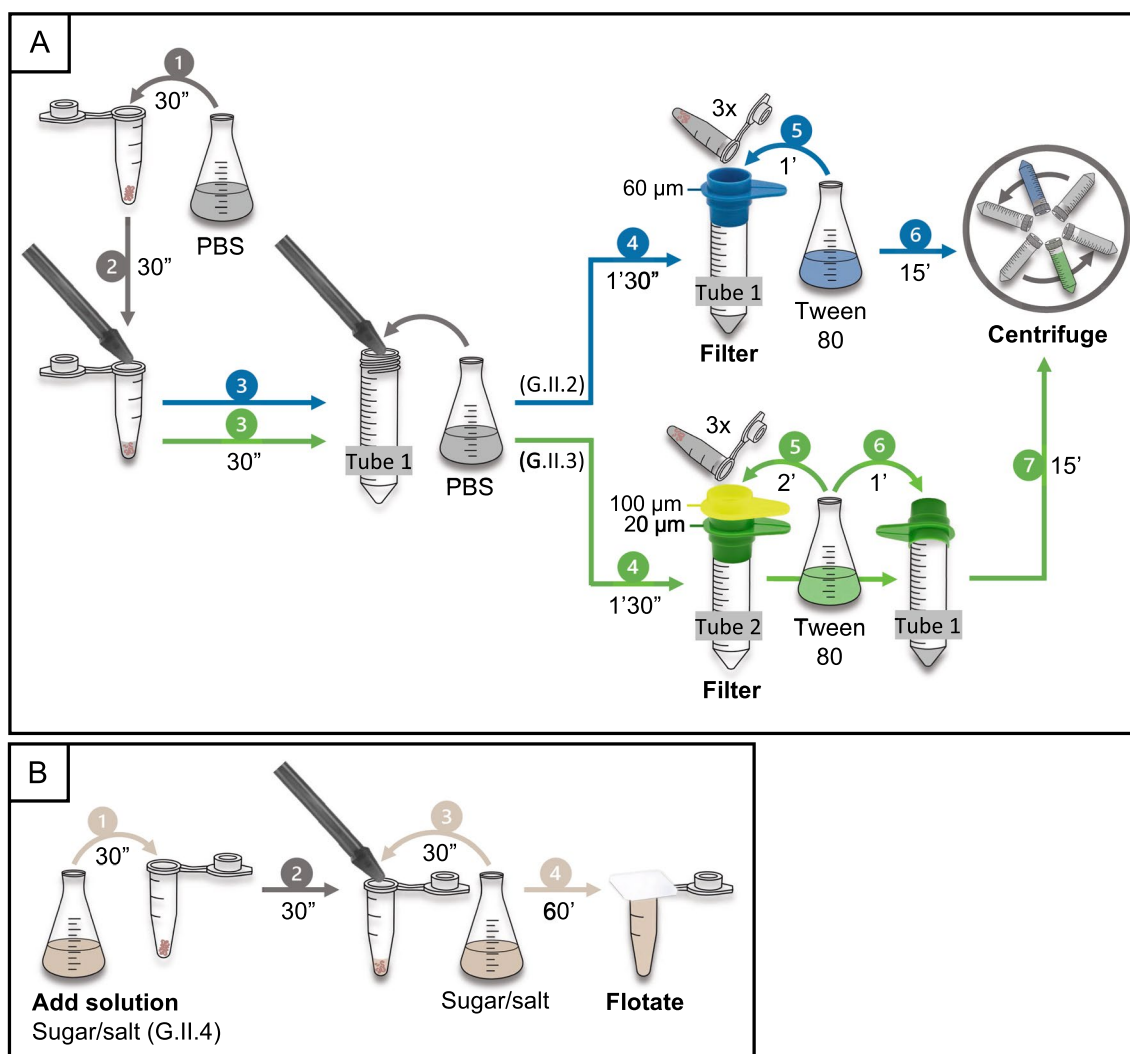 A
1
30”
PBS
2
30”
3
3
30”
Tube 1
PBS
(G.II.2)
(G.II.3)
4
1’30”
3x
60 µm
5
1’
Tube 1
Filter
Tween
80
6
15’
Centrifuge
4
1’30”
3x
100 µm
20 µm
5
2’
6
1’
Tube 2
Filter
Tween
80
Tube 1
7
15’
B
1
30”
Add solution
Sugar/salt (G.II.4)
2
30”
3
30”
Sugar/salt
4
60’
Flotate